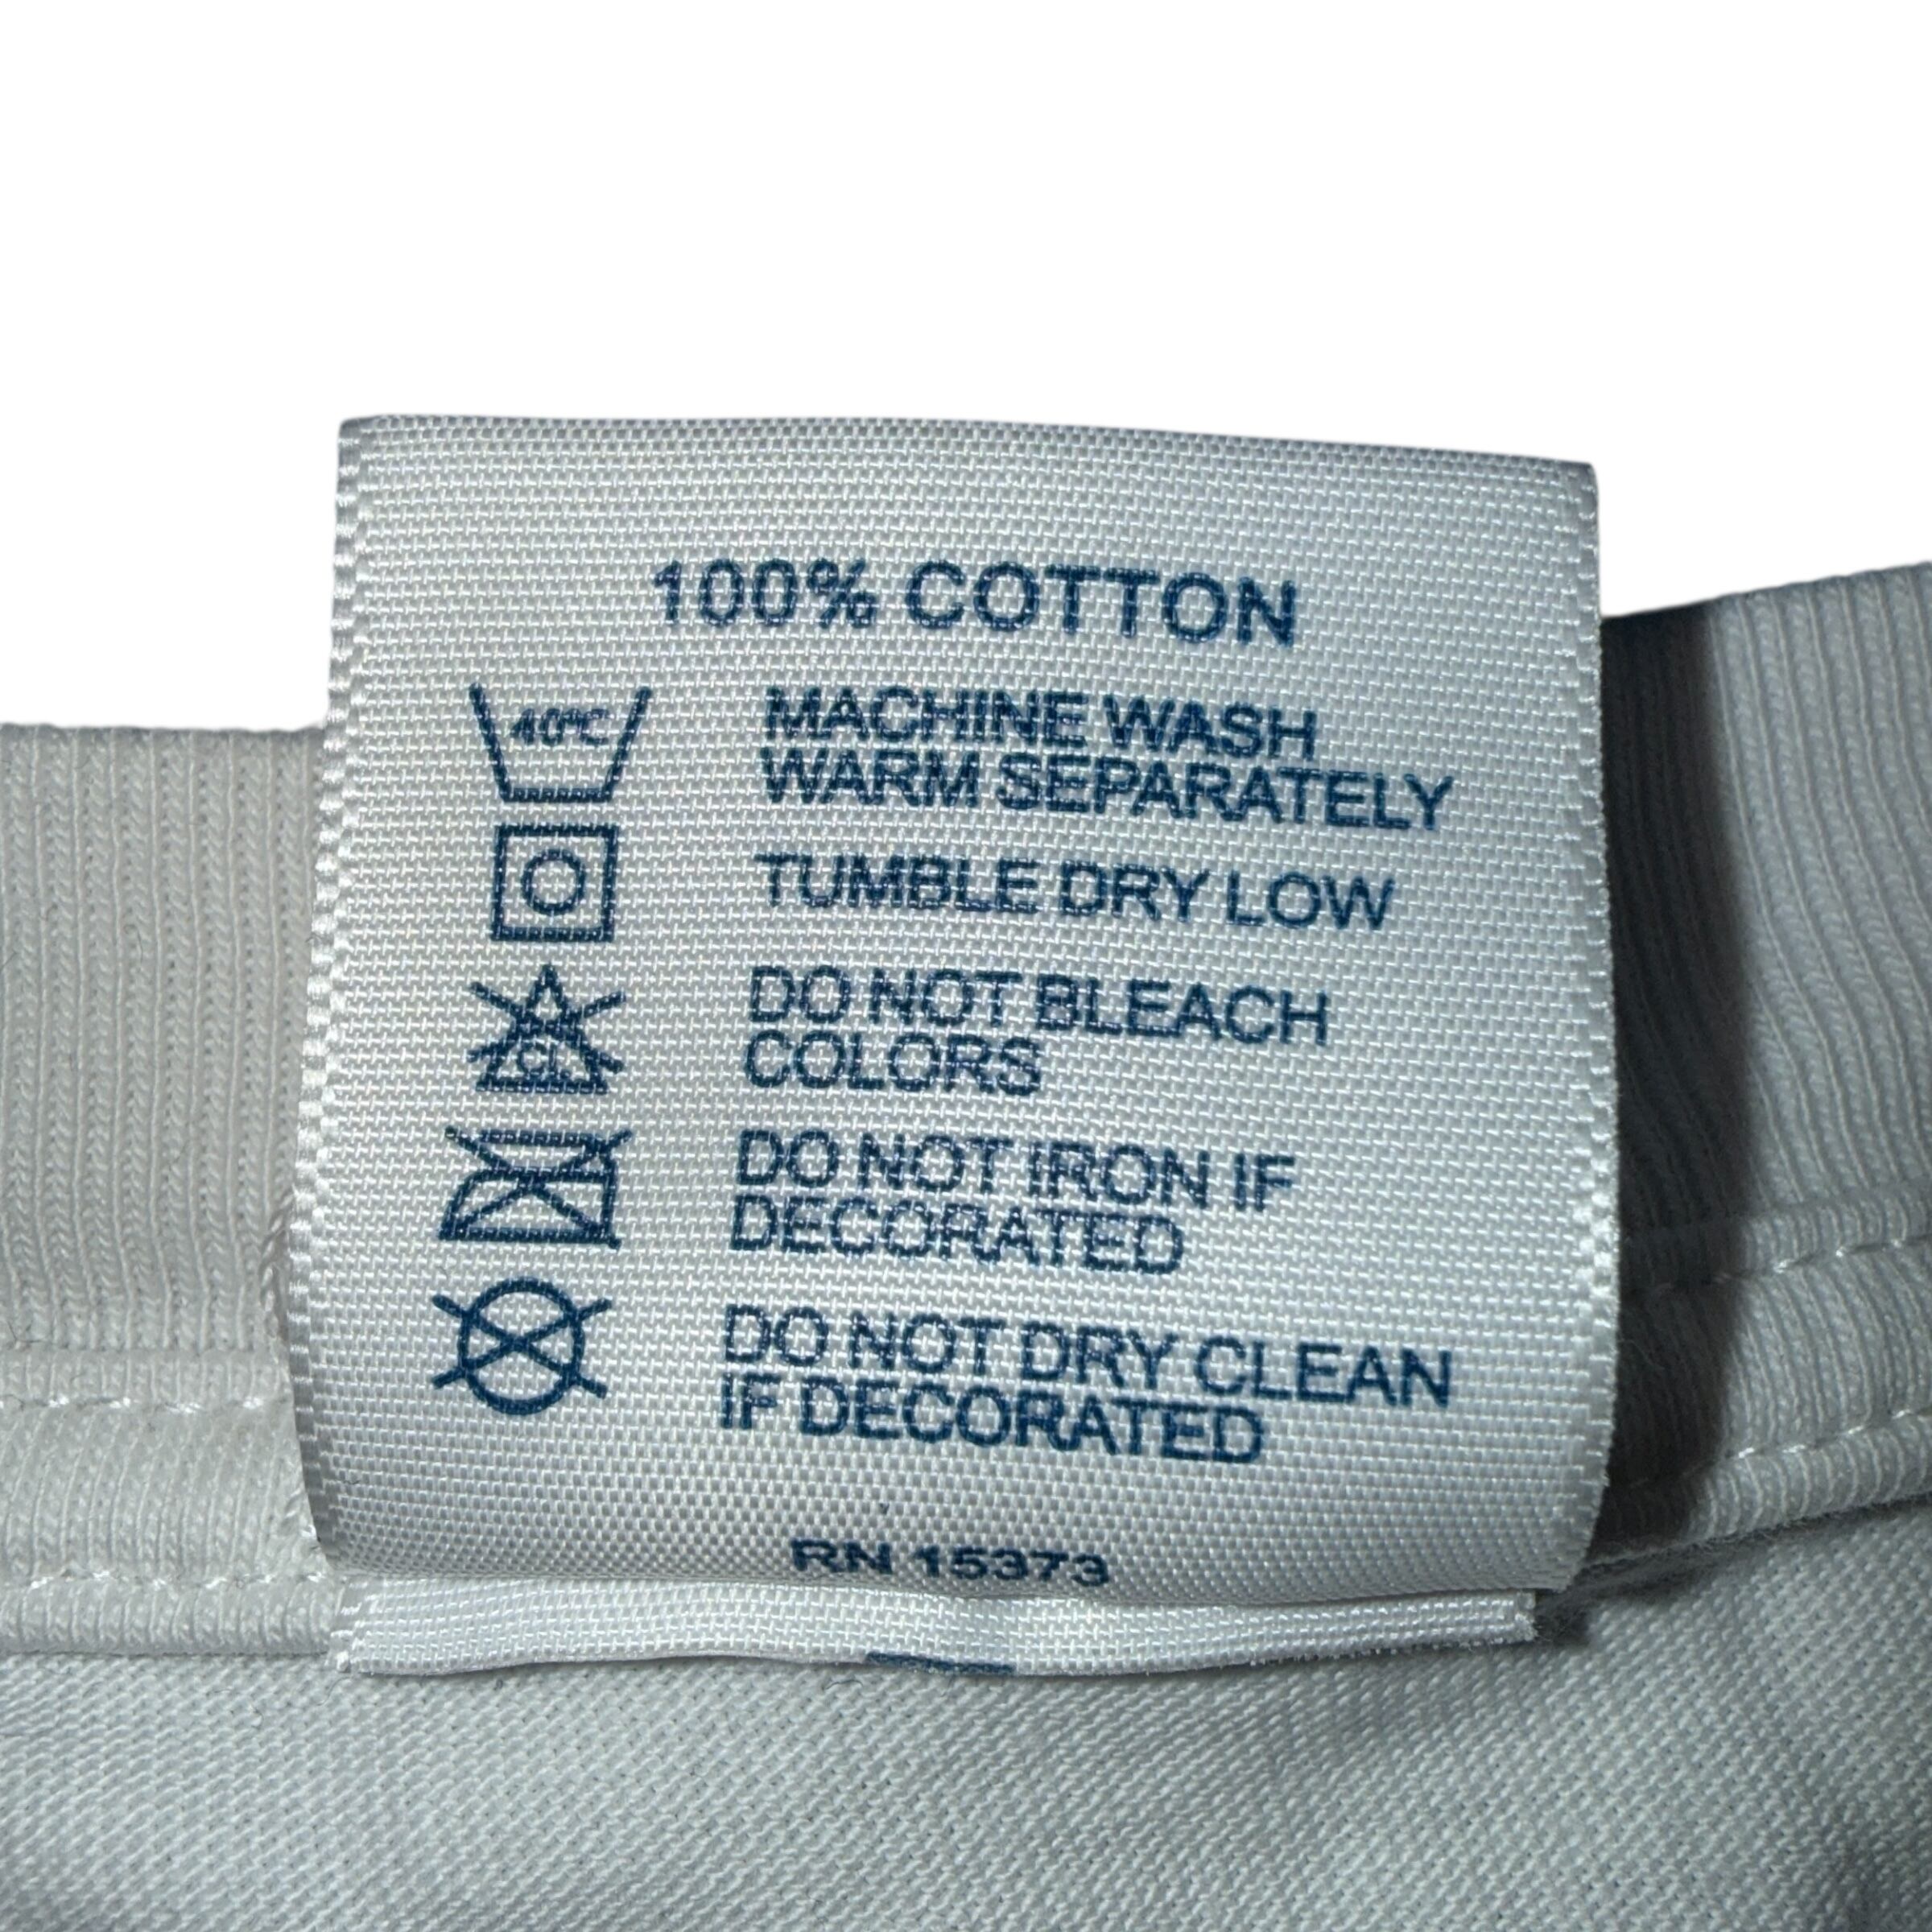 100% COTTON
40°C
MACHINE WASH
WARM SEPARATELY
TUMBLE DRY LOW
CL
DO NOT BLEACH
COLORS
DO NOT IRON IF
DECORATED
DO NOT DRY CLEAN
IF DECORATED
RN 15373